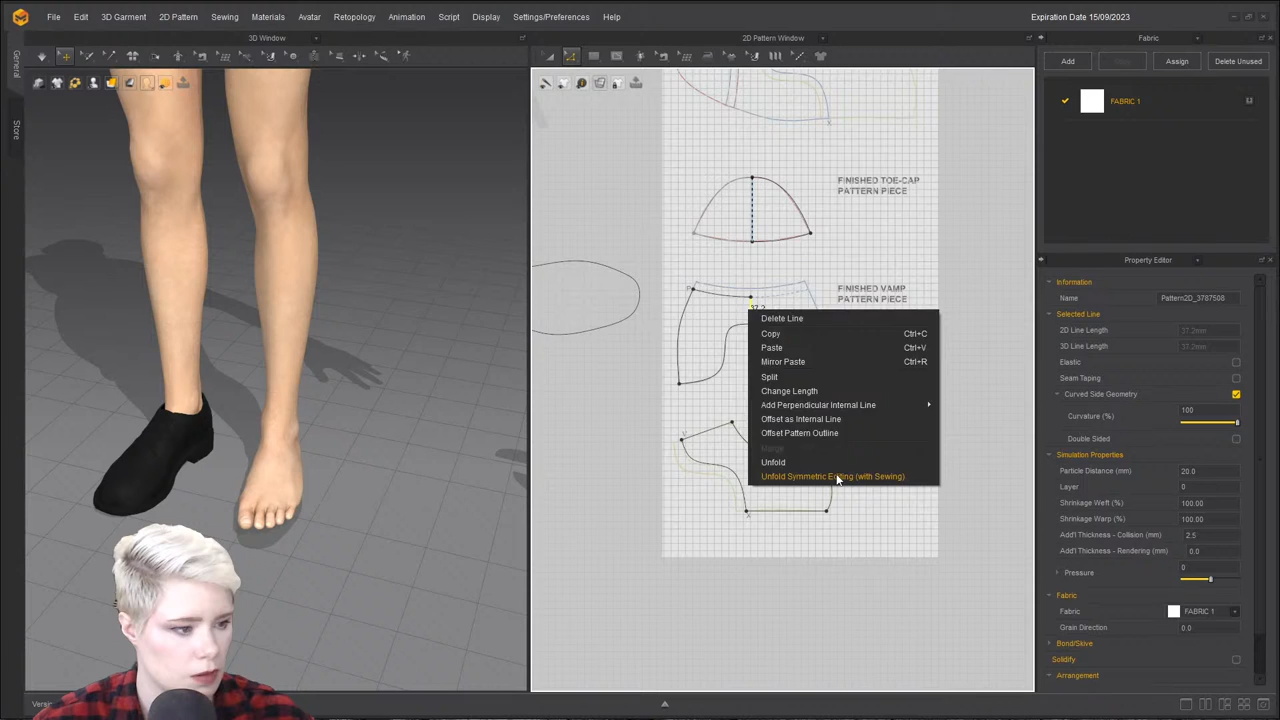 File Edit 3D Garment 2D Pattern Sewing Materials Avatar Retopology Animation Script Display Settings/Preferences Help Expiration Date 15/09/2023
3D Window
2D Pattern Window
Fabric
General
Store
Add
Assign
Delete Unused
FABRIC 1
FINISHED TOE-CAP
PATTERN PIECE
FINISHED VAMP
PATTERN PIECE
37.2
X
X
Delete Line
Copy Ctrl+C
Paste Ctrl+V
Mirror Paste Ctrl+R
Split
Change Length
Add Perpendicular Internal Line
Offset as Internal Line
Offset Pattern Outline
Merge
Unfold
Unfold Symmetric Editing (with Sewing)
Property Editor
Information
Name Pattern2D_3787508
Selected Line
2D Line Length 37.2mm
3D Line Length 37.2mm
Elastic
Seam Taping
Curved Side Geometry
Curvature (%) 100
Double Sided
Simulation Properties
Particle Distance (mm) 20.0
Layer 0
Shrinkage Weft (%) 100.00
Shrinkage Warp (%) 100.00
Add'l Thickness - Collision (mm) 2.5
Add'l Thickness - Rendering (mm) 0.0
Pressure 0
Fabric
Fabric FABRIC 1
Grain Direction 0.0
Bond/Skive
Solidify
Arrangement